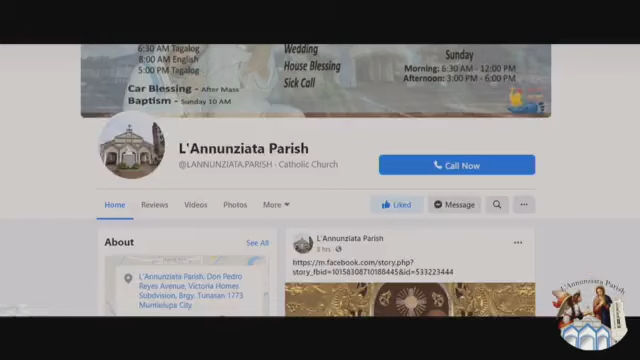 6:30 AM Tagalog
8:00 AM English
5:00 PM Tagalog
Car Blessing - After Mass
Baptism - Sunday 10 AM
Wedding
House Blessing
Sick Call
Sunday
Morning: 6:30 AM - 12:00 PM
Afternoon: 3:00 PM - 6:00 PM
L'Annunziata Parish
@LANNUNZIATA.PARISH · Catholic Church
Call Now
Home Reviews Videos Photos More
Liked Message
About See All
L'Annunziata Parish, Don Pedro
Reyes Avenue, Victoria Homes
Subdivision, Brgy. Tunasan 1773
Muntinlupa City
L'Annunziata Parish
8 hrs ·
https://m.facebook.com/story.php?
story_fbid=10158308710188445&id=533223444
L'Annunziata Parish